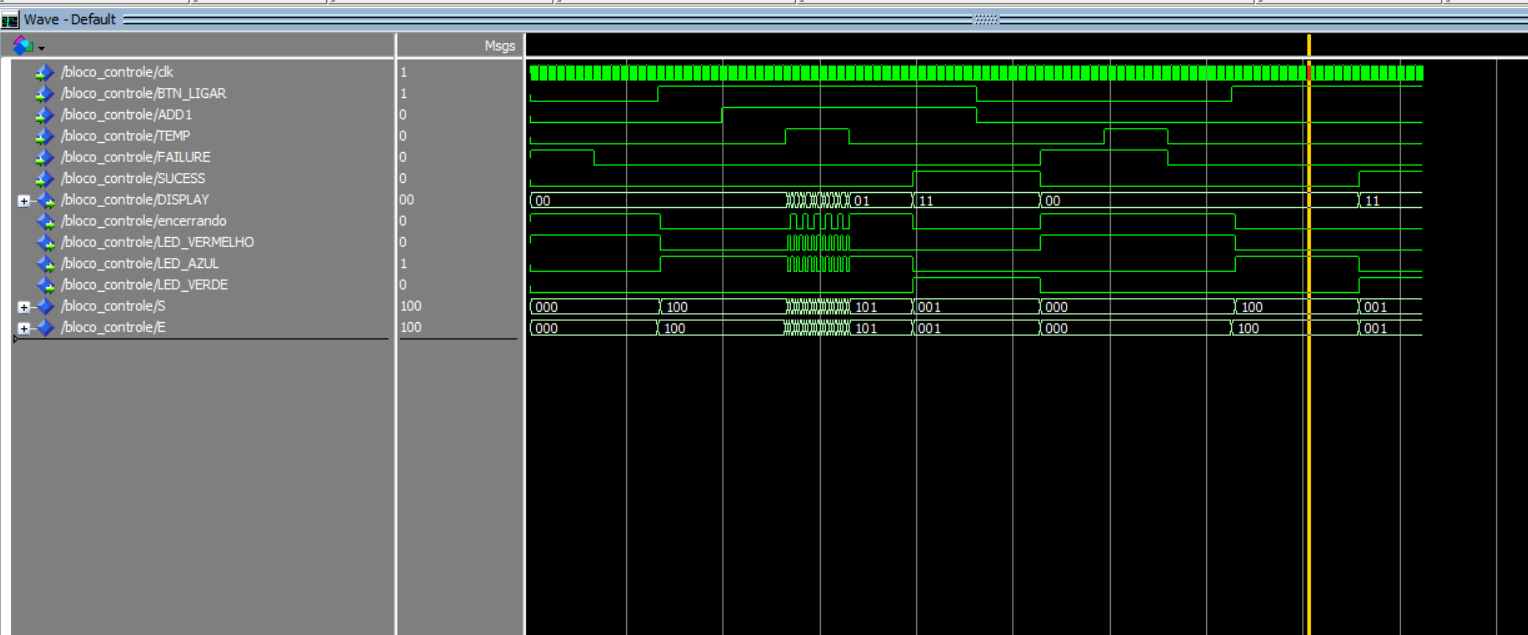 Wave - Default
Msgs
/bloco_controle/clk 1
/bloco_controle/BTN_LIGAR 1
/bloco_controle/ADD1 0
/bloco_controle/TEMP 0
/bloco_controle/FAILURE 0
/bloco_controle/SUCESS 0
/bloco_controle/DISPLAY 00 00 01 11 00 11
/bloco_controle/encerrando 0
/bloco_controle/LED_VERMELHO 0
/bloco_controle/LED_AZUL 1
/bloco_controle/LED_VERDE 0
/bloco_controle/S 100 000 100 101 001 000 100 001
/bloco_controle/E 100 000 100 101 001 000 100 001